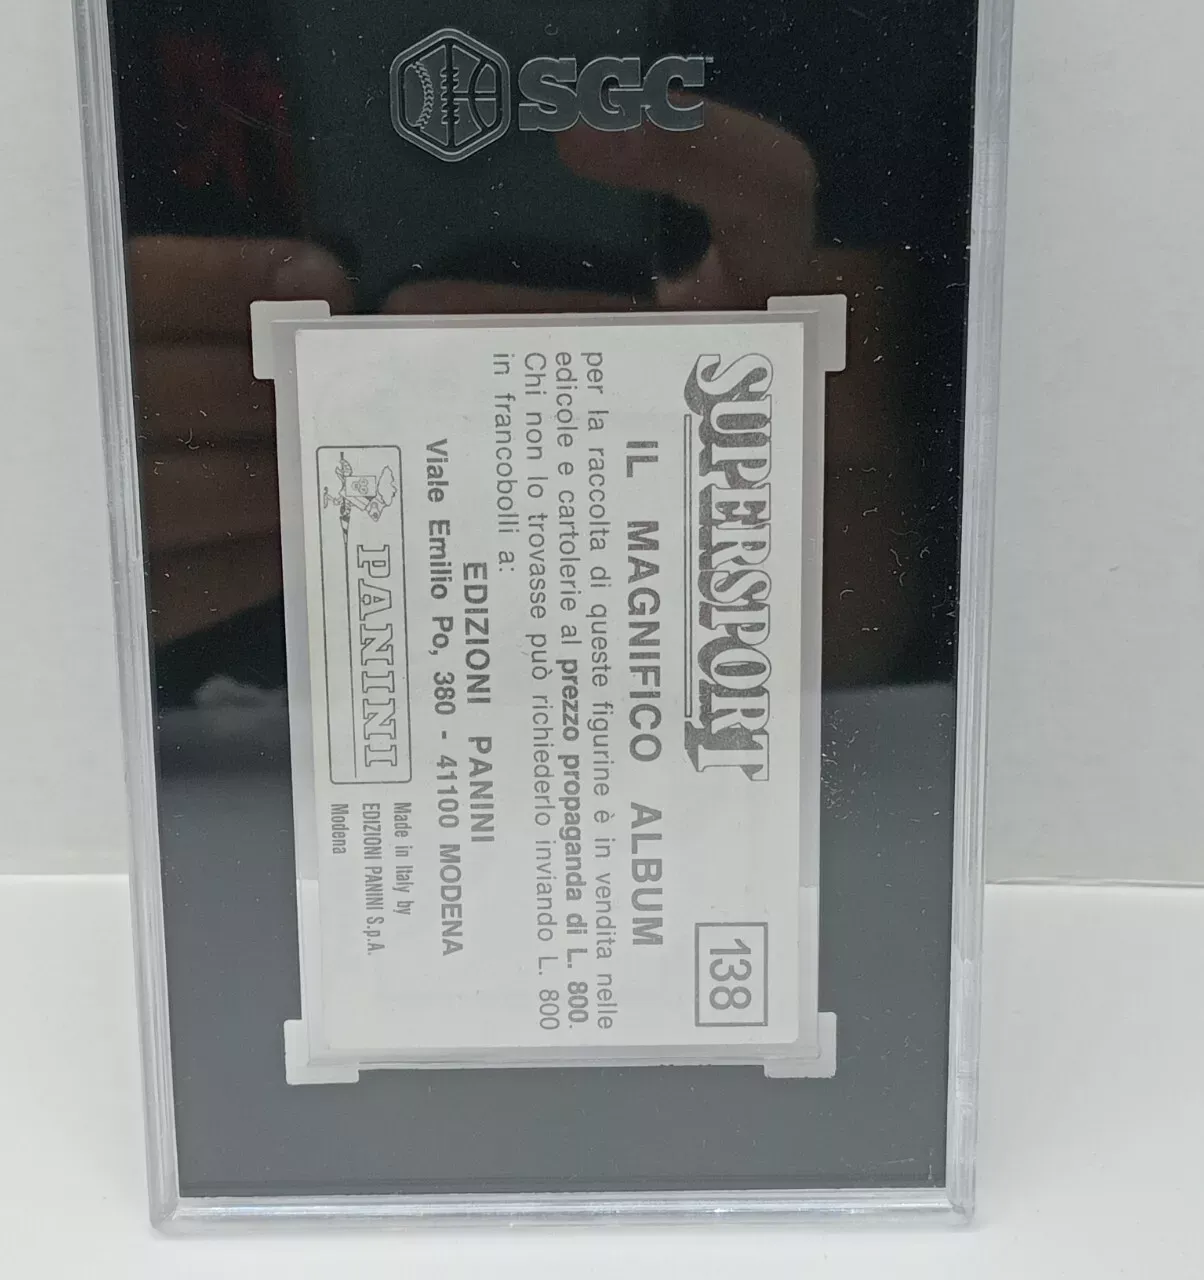 SGC
SUPERSPORT
138
IL MAGNIFICO ALBUM
per la raccolta di queste figurine è in vendita nelle
edicole e cartolerie al prezzo propaganda di L. 800.
Chi non lo trovasse può richiederlo inviando L. 800
in francobolli a:
EDIZIONI PANINI
Viale Emilio Po, 380 - 41100 MODENA
PANINI
Made in Italy by
EDIZIONI PANINI S.p.A.
Modena